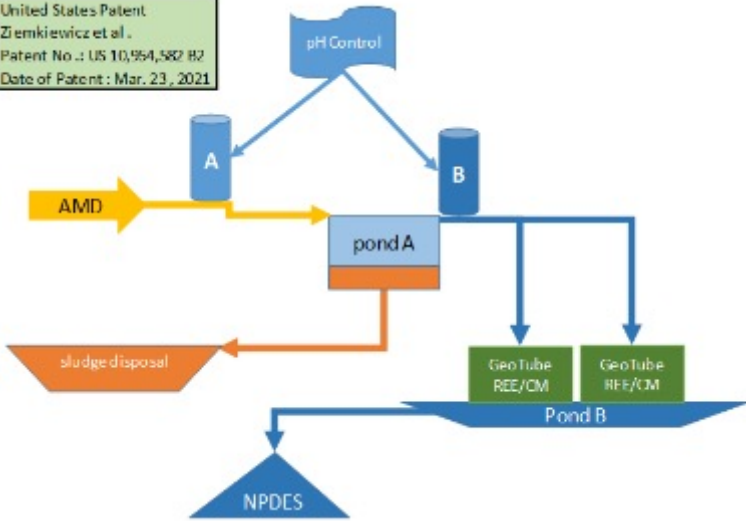 United States Patent
Ziemkiewicz et al.
Patent No.: US 10,954,582 B2
Date of Patent: Mar. 23, 2021
pH Control
A
B
AMD
pond A
sludge disposal
GeoTube
REE/CM
GeoTube
REE/CM
Pond B
NPDES